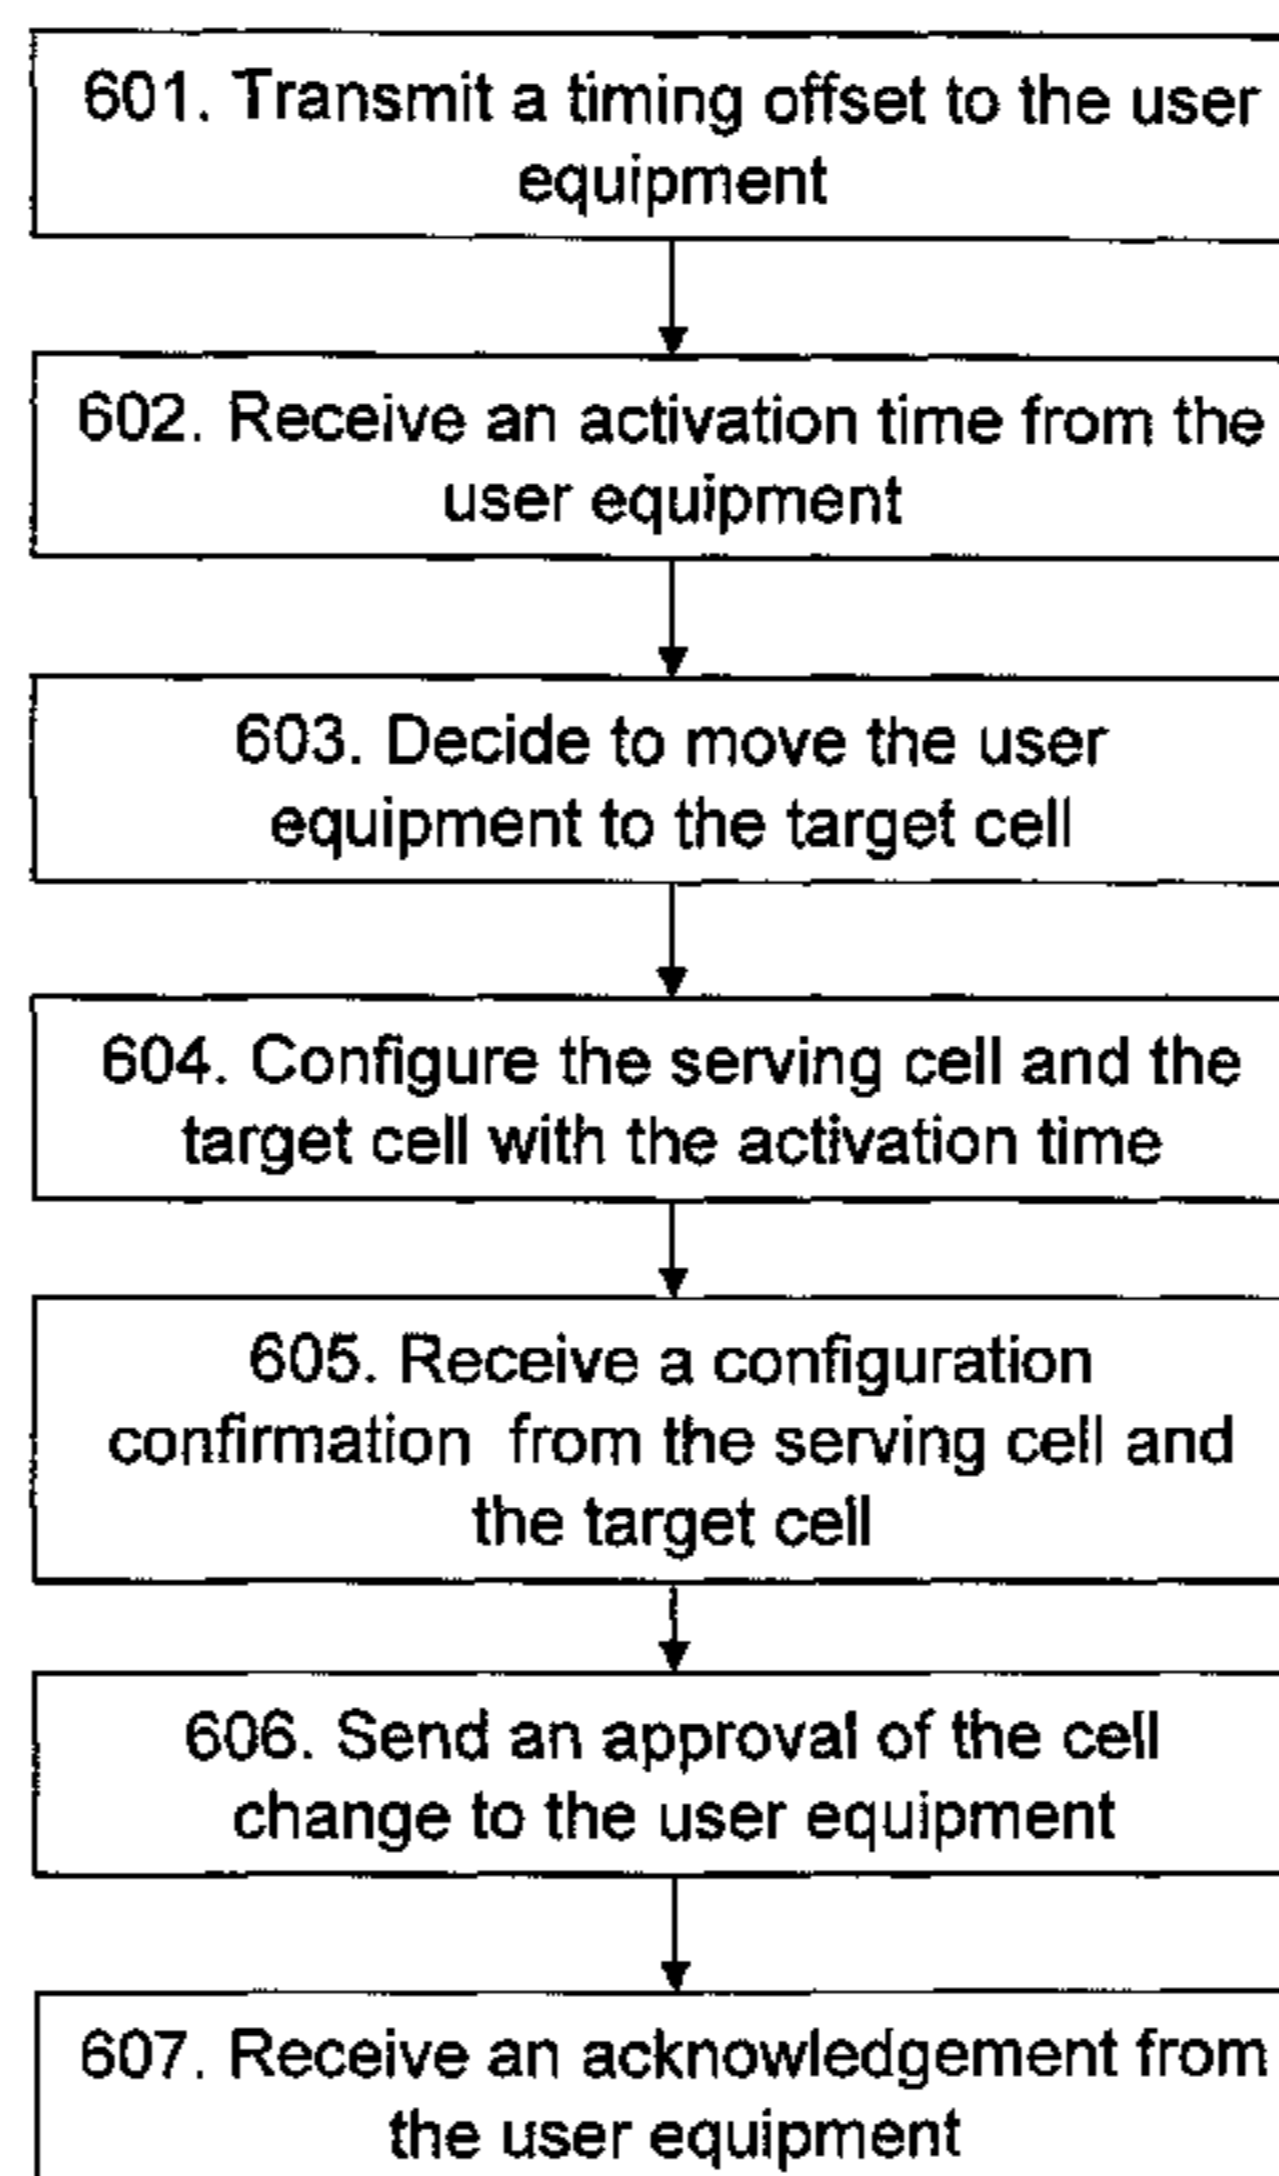 601. Transmit a timing offset to the user
equipment
602. Receive an activation time from the
user equipment
603. Decide to move the user
equipment to the target cell
604. Configure the serving cell and the
target cell with the activation time
605. Receive a configuration
confirmation from the serving cell and
the target cell
606. Send an approval of the cell
change to the user equipment
607. Receive an acknowledgement from
the user equipment